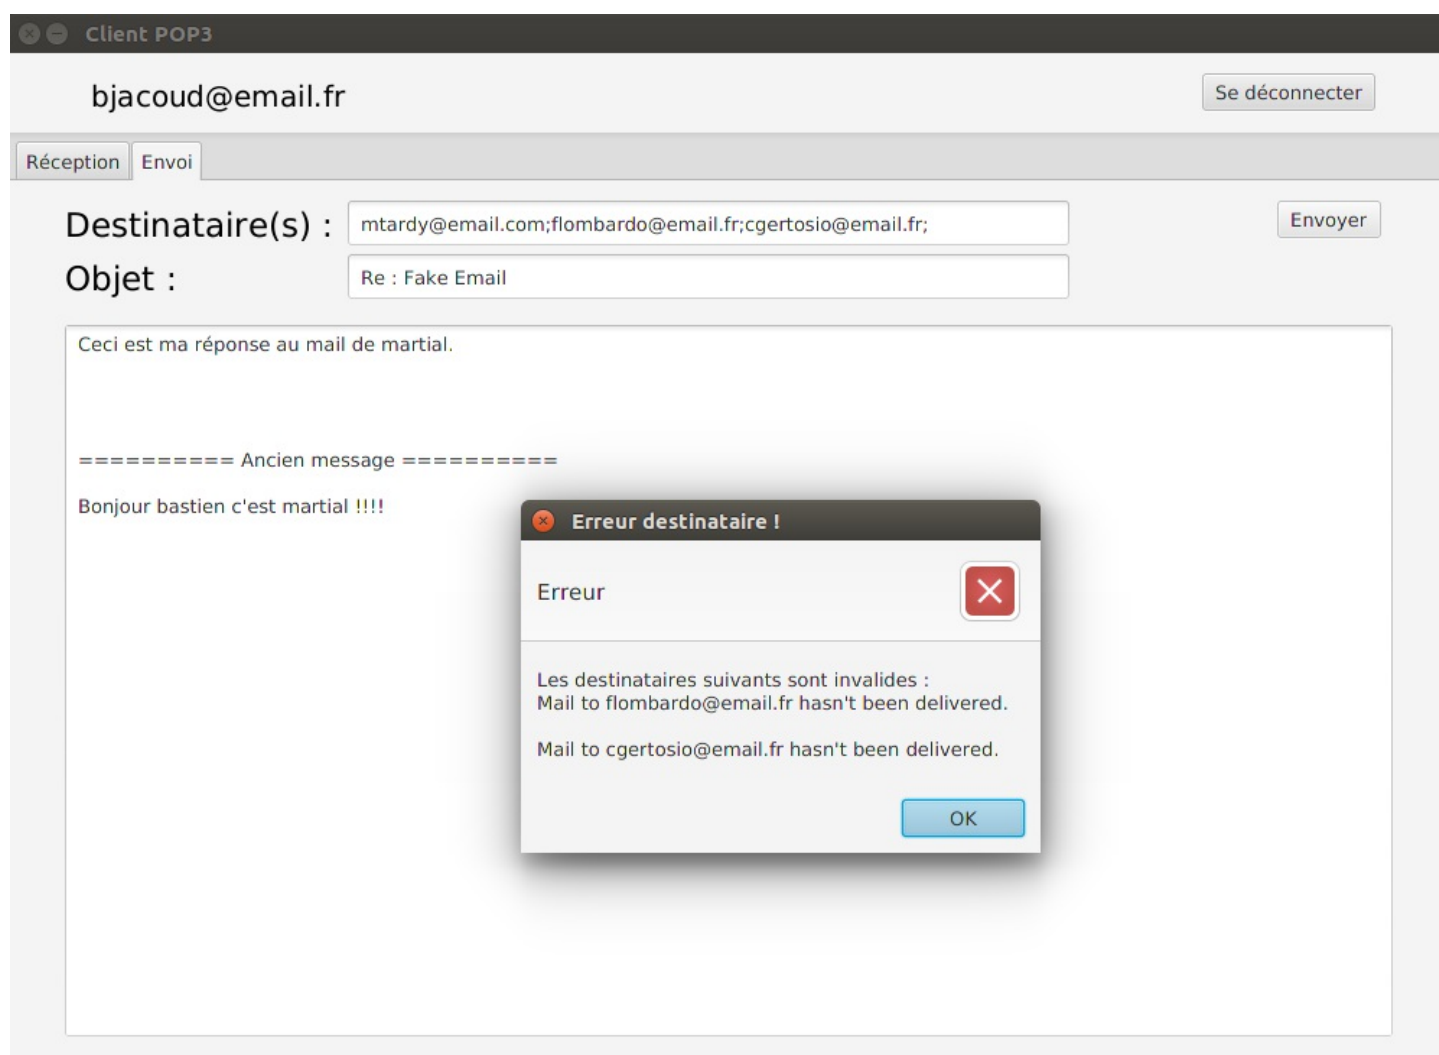 Client POP3
bjacoud@email.fr
Se déconnecter
Réception
Envoi
Destinataire(s) :
mtardy@email.com;flombardo@email.fr;cgertosio@email.fr;
Envoyer
Objet :
Re : Fake Email
Ceci est ma réponse au mail de martial.
========== Ancien message ==========
Bonjour bastien c'est martial !!!!
Erreur destinataire !
Erreur
Les destinataires suivants sont invalides :
Mail to flombardo@email.fr hasn't been delivered.
Mail to cgertosio@email.fr hasn't been delivered.
OK